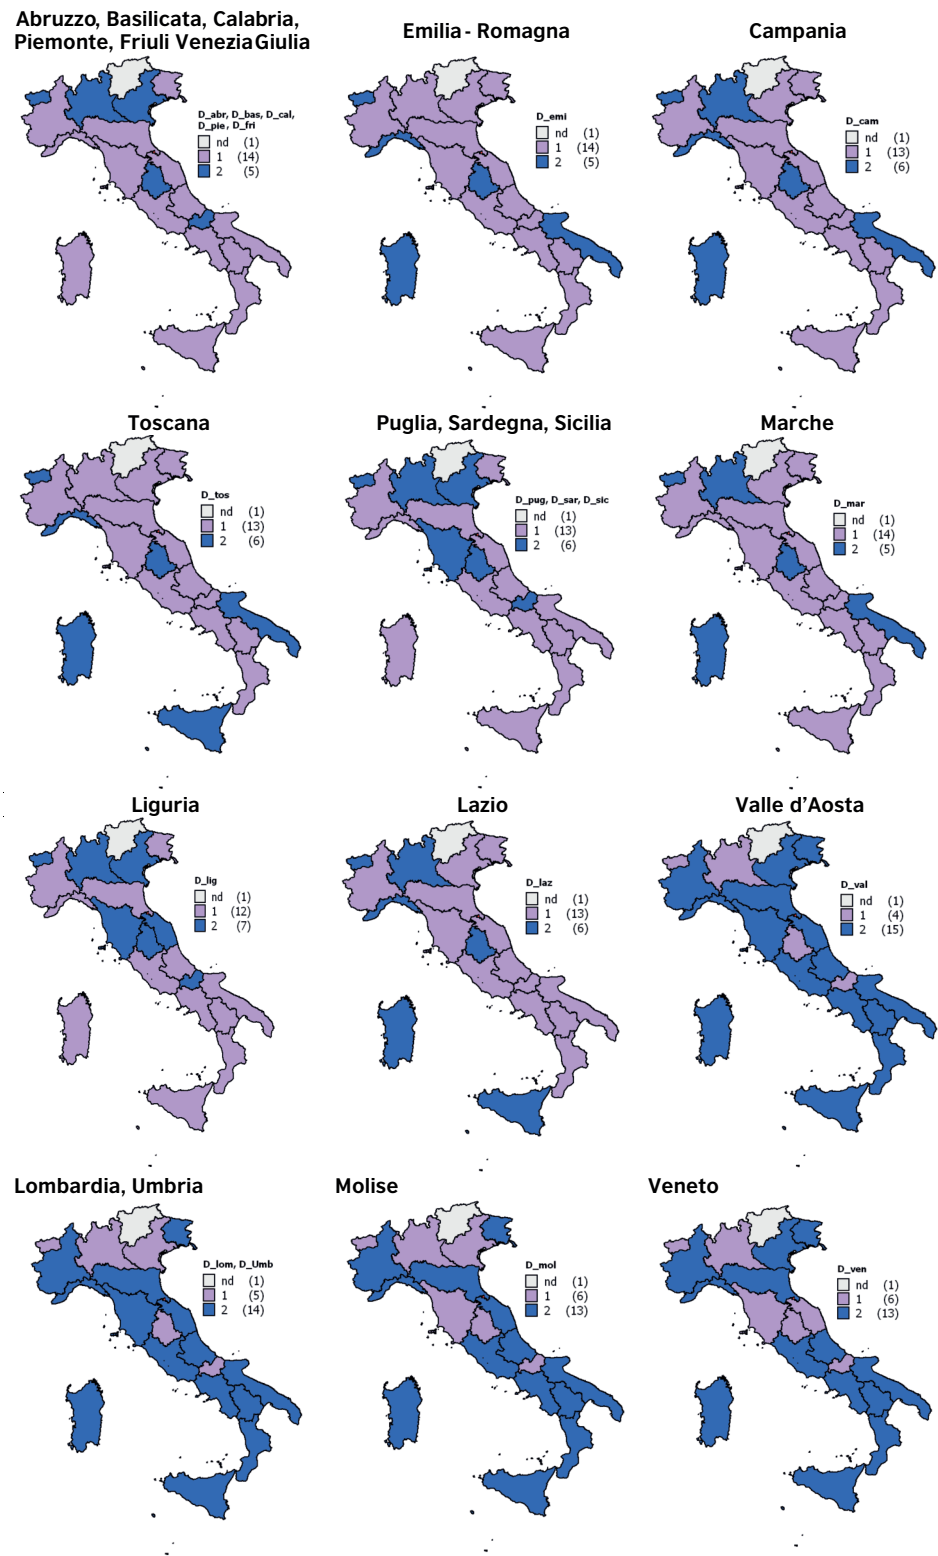 Abruzzo, Basilicata, Calabria,
Piemonte, Friuli Venezia Giulia
D_abr, D_bas, D_cal,
D_pie, D_fri
nd (1)
1 (14)
2 (5)
Emilia - Romagna
D_emi
nd (1)
1 (14)
2 (5)
Campania
D_cam
nd (1)
1 (13)
2 (6)
Toscana
D_tos
nd (1)
1 (13)
2 (6)
Puglia, Sardegna, Sicilia
D_pug, D_sar, D_sic
nd (1)
1 (13)
2 (6)
Marche
D_mar
nd (1)
1 (14)
2 (5)
Liguria
D_lig
nd (1)
1 (12)
2 (7)
Lazio
D_laz
nd (1)
1 (13)
2 (6)
Valle d'Aosta
D_val
nd (1)
1 (4)
2 (15)
Lombardia, Umbria
D_lom, D_Umb
nd (1)
1 (5)
2 (14)
Molise
D_mol
nd (1)
1 (6)
2 (13)
Veneto
D_ven
nd (1)
1 (6)
2 (13)